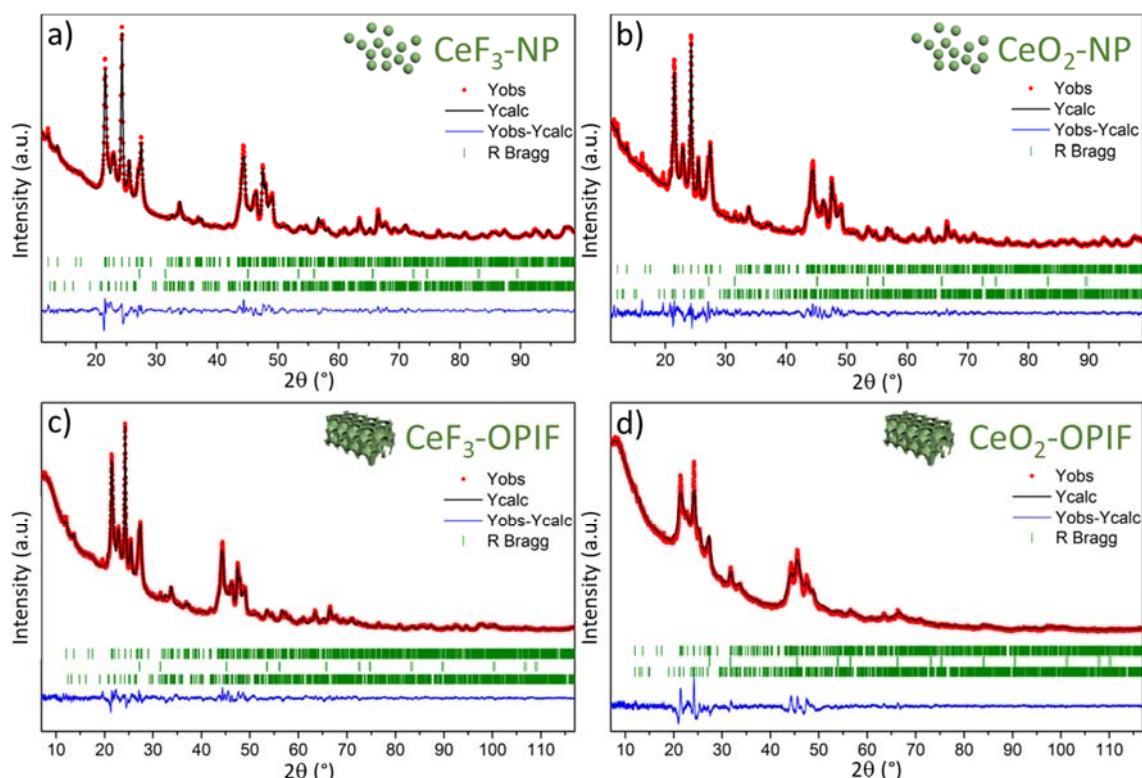 a)
CeF₃-NP
Yobs
Ycalc
Yobs-Ycalc
R Bragg
Intensity (a.u.)
20 30 40 50 60 70 80 90
2θ (°)
b)
CeO₂-NP
Yobs
Ycalc
Yobs-Ycalc
R Bragg
Intensity (a.u.)
20 30 40 50 60 70 80 90
2θ (°)
c)
CeF₃-OPIF
Yobs
Ycalc
Yobs-Ycalc
R Bragg
Intensity (a.u.)
10 20 30 40 50 60 70 80 90 100 110
2θ (°)
d)
CeO₂-OPIF
Yobs
Ycalc
Yobs-Ycalc
R Bragg
Intensity (a.u.)
10 20 30 40 50 60 70 80 90 100 110
2θ (°)